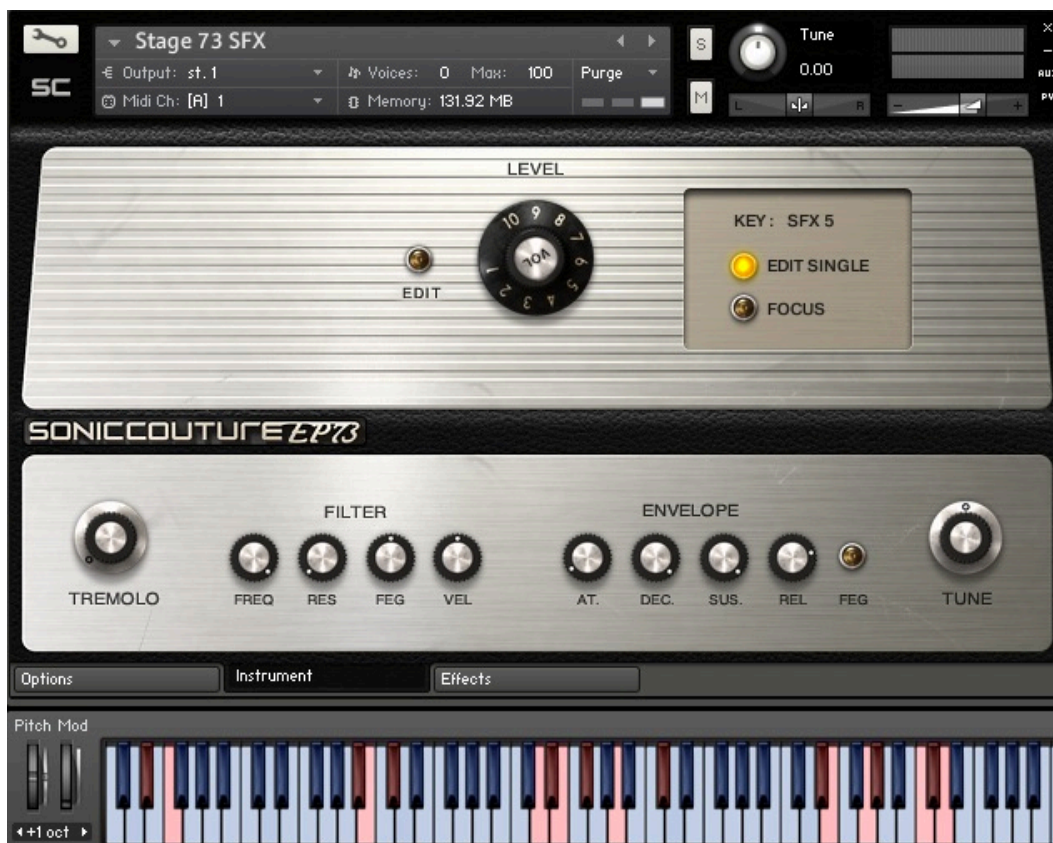 Stage 73 SFX
Output: st.1
Voices: 0 Max: 100
Purge
Midi Ch: [A] 1
Memory: 131.92 MB
SC
S
M
Tune
0.00
L R
- +
×
-
AUX
PV
LEVEL
10 9 8 7 6 5 4 3 2 1
VOL
EDIT
KEY: SFX 5
EDIT SINGLE
FOCUS
SONICCOUTURE EP73
TREMOLO
FILTER
FREQ RES FEG VEL
ENVELOPE
AT. DEC. SUS. REL FEG
TUNE
Options Instrument Effects
Pitch Mod
+1 oct